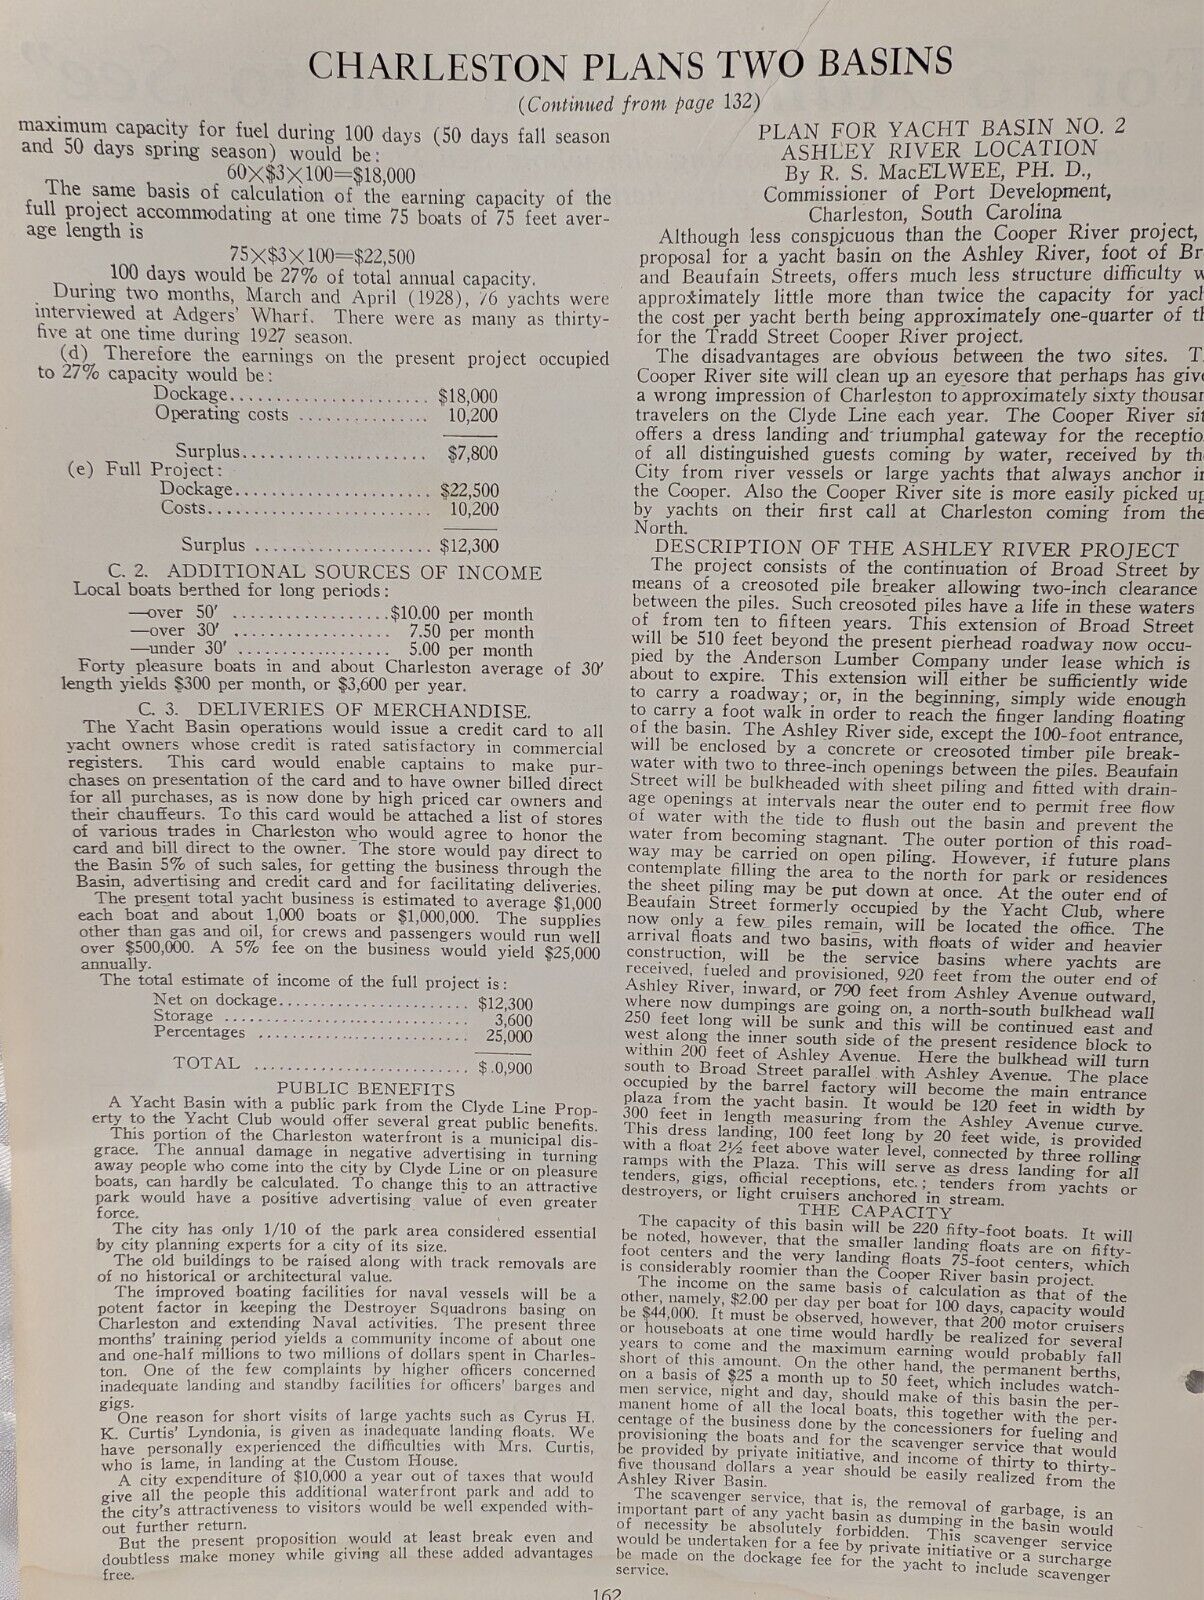 CHARLESTON PLANS TWO BASINS
(Continued from page 132)
maximum capacity for fuel during 100 days (50 days fall season
and 50 days spring season) would be:
60×$3×100=$18,000
The same basis of calculation of the earning capacity of the
full project accommodating at one time 75 boats of 75 feet aver-
age length is
75×$3×100=$22,500
100 days would be 27% of total annual capacity.
During two months, March and April (1928), 76 yachts were
interviewed at Adgers' Wharf. There were as many as thirty-
five at one time during 1927 season.
(d) Therefore the earnings on the present project occupied
to 27% capacity would be:
Dockage....................... $18,000
Operating costs ............... 10,200
Surplus..................... $7,800
(e) Full Project:
Dockage....................... $22,500
Costs.......................... 10,200
Surplus .................... $12,300
C. 2. ADDITIONAL SOURCES OF INCOME
Local boats berthed for long periods:
—over 50' ..................$10.00 per month
—over 30' .................. 7.50 per month
—under 30' .................. 5.00 per month
Forty pleasure boats in and about Charleston average of 30'
length yields $300 per month, or $3,600 per year.
C. 3. DELIVERIES OF MERCHANDISE.
The Yacht Basin operations would issue a credit card to all
yacht owners whose credit is rated satisfactory in commercial
registers. This card would enable captains to make pur-
chases on presentation of the card and to have owner billed direct
for all purchases, as is now done by high priced car owners and
their chauffeurs. To this card would be attached a list of stores
of various trades in Charleston who would agree to honor the
card and bill direct to the owner. The store would pay direct to
the Basin 5% of such sales, for getting the business through the
Basin, advertising and credit card and for facilitating deliveries.
The present total yacht business is estimated to average $1,000
each boat and about 1,000 boats or $1,000,000. The supplies
other than gas and oil, for crews and passengers would run well
over $500,000. A 5% fee on the business would yield $25,000
annually.
The total estimate of income of the full project is:
Net on dockage....................... $12,300
Storage .............................. 3,600
Percentages .......................... 25,000
TOTAL .......................... $ .0,900
PUBLIC BENEFITS
A Yacht Basin with a public park from the Clyde Line Prop-
erty to the Yacht Club would offer several great public benefits.
This portion of the Charleston waterfront is a municipal dis-
grace. The annual damage in negative advertising in turning
away people who come into the city by Clyde Line or on pleasure
boats, can hardly be calculated. To change this to an attractive
park would have a positive advertising value of even greater
force.
The city has only 1/10 of the park area considered essential
by city planning experts for a city of its size.
The old buildings to be raised along with track removals are
of no historical or architectural value.
The improved boating facilities for naval vessels will be a
potent factor in keeping the Destroyer Squadrons basing on
Charleston and extending Naval activities. The present three
months' training period yields a community income of about one
and one-half millions to two millions of dollars spent in Charles-
ton. One of the few complaints by higher officers concerned
inadequate landing and standby facilities for officers' barges and
gigs.
One reason for short visits of large yachts such as Cyrus H.
K. Curtis' Lyndonia, is given as inadequate landing floats. We
have personally experienced the difficulties with Mrs. Curtis,
who is lame, in landing at the Custom House.
A city expenditure of $10,000 a year out of taxes that would
give all the people this additional waterfront park and add to
the city's attractiveness to visitors would be well expended with-
out further return.
But the present proposition would at least break even and
doubtless make money while giving all these added advantages
free.
PLAN FOR YACHT BASIN NO. 2
ASHLEY RIVER LOCATION
By R. S. MacELWEE, PH. D.,
Commissioner of Port Development,
Charleston, South Carolina
Although less conspicuous than the Cooper River project,
proposal for a yacht basin on the Ashley River, foot of Br
and Beaufain Streets, offers much less structure difficulty w
approximately little more than twice the capacity for yach
the cost per yacht berth being approximately one-quarter of th
for the Tradd Street Cooper River project.
The disadvantages are obvious between the two sites. T
Cooper River site will clean up an eyesore that perhaps has give
a wrong impression of Charleston to approximately sixty thousan
travelers on the Clyde Line each year. The Cooper River sit
offers a dress landing and triumphal gateway for the receptio
of all distinguished guests coming by water, received by th
City from river vessels or large yachts that always anchor in
the Cooper. Also the Cooper River site is more easily picked up
by yachts on their first call at Charleston coming from the
North.
DESCRIPTION OF THE ASHLEY RIVER PROJECT
The project consists of the continuation of Broad Street by
means of a creosoted pile breaker allowing two-inch clearance
between the piles. Such creosoted piles have a life in these waters
of from ten to fifteen years. This extension of Broad Street
will be 510 feet beyond the present pierhead roadway now occu-
pied by the Anderson Lumber Company under lease which is
about to expire. This extension will either be sufficiently wide
to carry a roadway; or, in the beginning, simply wide enough
to carry a foot walk in order to reach the finger landing floating
of the basin. The Ashley River side, except the 100-foot entrance,
will be enclosed by a concrete or creosoted timber pile break-
water with two to three-inch openings between the piles. Beaufain
Street will be bulkheaded with sheet piling and fitted with drain-
age openings at intervals near the outer end to permit free flow
of water with the tide to flush out the basin and prevent the
water from becoming stagnant. The outer portion of this road-
way may be carried on open piling. However, if future plans
contemplate filling the area to the north for park or residences
the sheet piling may be put down at once. At the outer end of
Beaufain Street formerly occupied by the Yacht Club, where
now only a few piles remain, will be located the office. The
arrival floats and two basins, with floats of wider and heavier
construction, will be the service basins where yachts are
received, fueled and provisioned, 920 feet from the outer end of
Ashley River, inward, or 790 feet from Ashley Avenue outward,
where now dumpings are going on, a north-south bulkhead wall
250 feet long will be sunk and this will be continued east and
west along the inner south side of the present residence block to
within 200 feet of Ashley Avenue. Here the bulkhead will turn
south to Broad Street parallel with Ashley Avenue. The place
occupied by the barrel factory will become the main entrance
plaza from the yacht basin. It would be 120 feet in width by
300 feet in length measuring from the Ashley Avenue curve.
This dress landing, 100 feet long by 20 feet wide, is provided
with a float 2½ feet above water level, connected by three rolling
ramps with the Plaza. This will serve as dress landing for all
tenders, gigs, official receptions, etc.; tenders from yachts or
destroyers, or light cruisers anchored in stream.
THE CAPACITY
The capacity of this basin will be 220 fifty-foot boats. It will
be noted, however, that the smaller landing floats are on fifty-
foot centers and the very landing floats 75-foot centers, which
is considerably roomier than the Cooper River basin project.
The income on the same basis of calculation as that of the
other, namely, $2.00 per day per boat for 100 days, capacity would
be $44,000. It must be observed, however, that 200 motor cruisers
or houseboats at one time would hardly be realized for several
years to come and the maximum earning would probably fall
short of this amount. On the other hand, the permanent berths,
on a basis of $25 a month up to 50 feet, which includes watch-
men service, night and day, should make of this basin the per-
manent home of all the local boats, this together with the per-
centage of the business done by the concessioners for fueling and
provisioning the boats and for the scavenger service that would
be provided by private initiative, and income of thirty to thirty-
five thousand dollars a year should be easily realized from the
Ashley River Basin.
The scavenger service, that is, the removal of garbage, is an
important part of any yacht basin as dumping in the basin would
of necessity be absolutely forbidden. This scavenger service
would be undertaken for a fee by private initiative or a surcharge
be made on the dockage fee for the yacht to include scavenger
service.
162